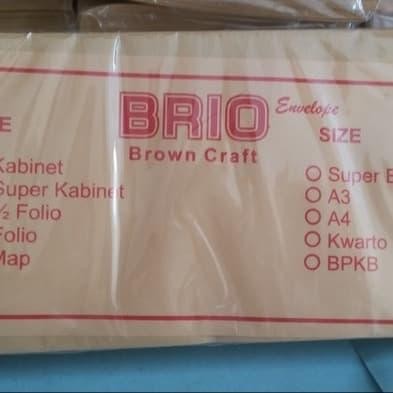 BRIO Envelope
Brown Craft
E
Kabinet
Super Kabinet
½ Folio
Folio
Map
SIZE
Super
A3
A4
Kwarto
BPKB